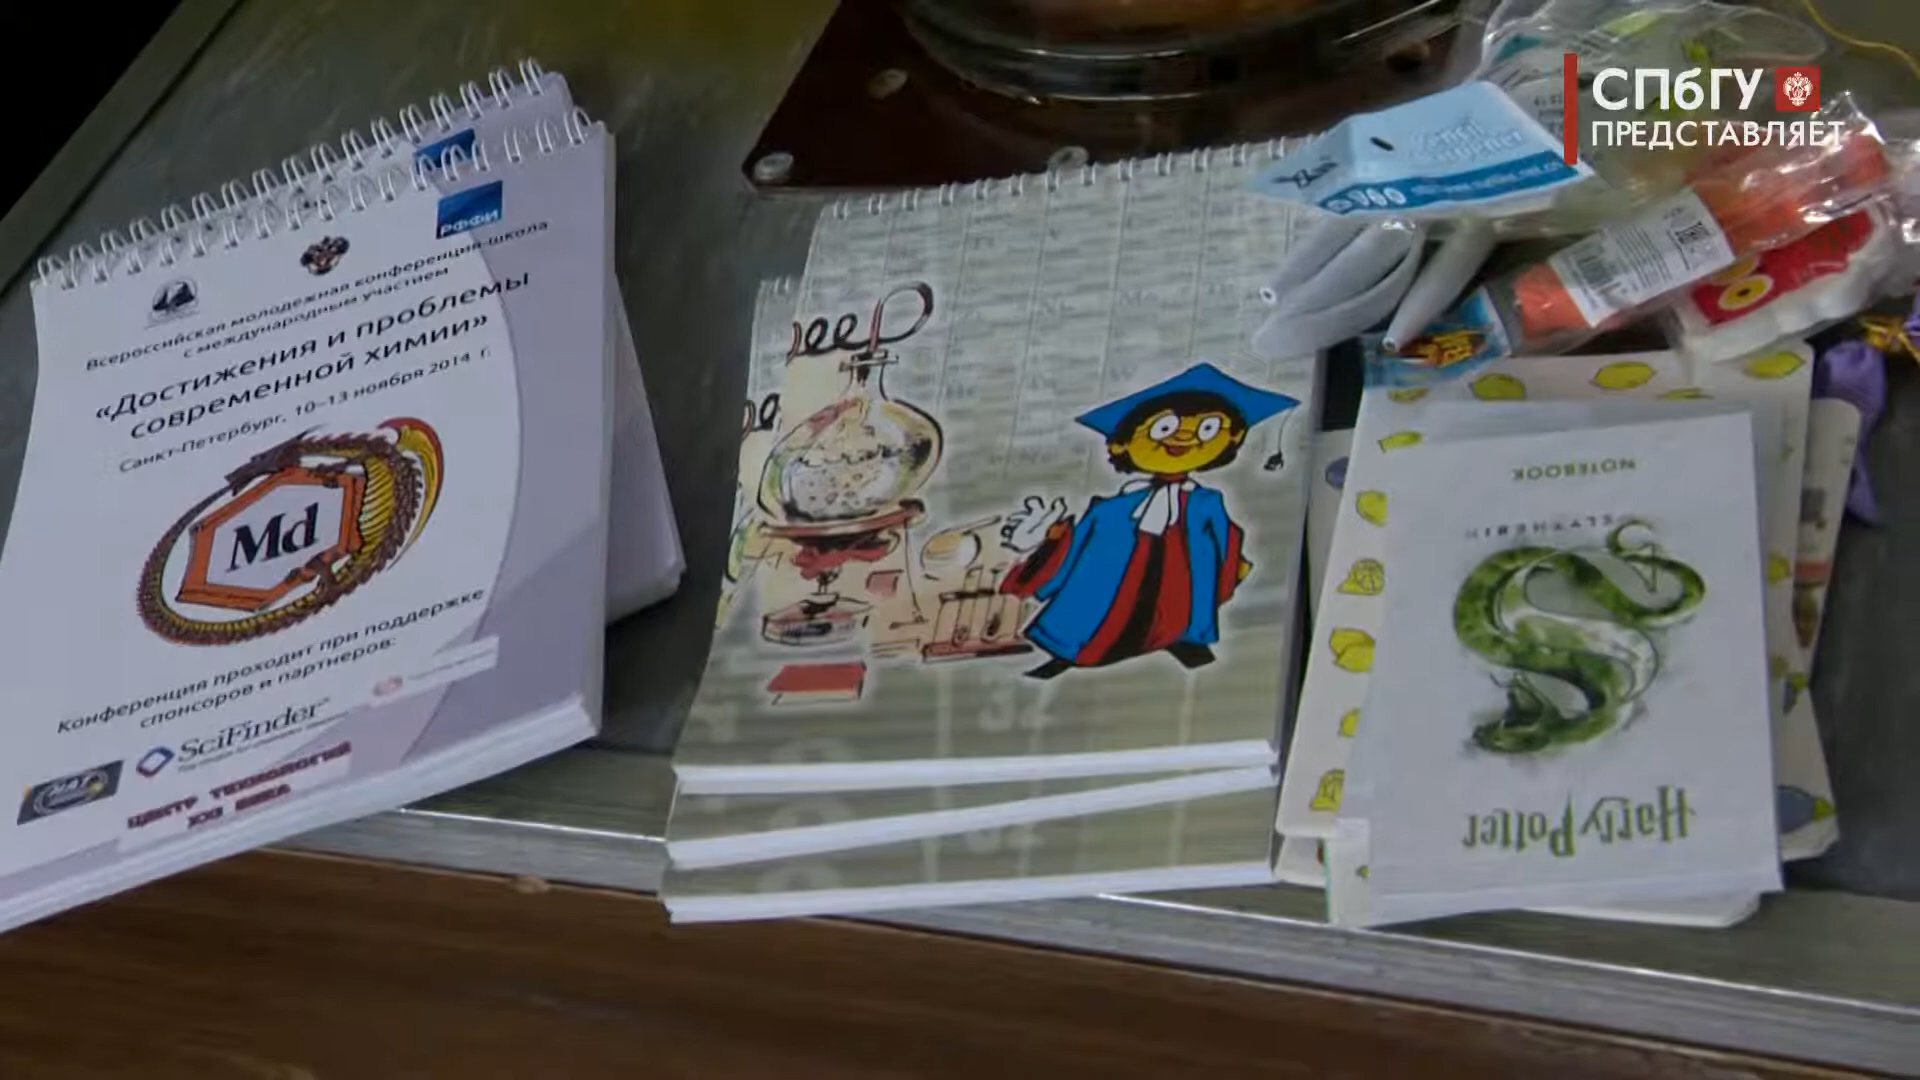 СПбГУ
ПРЕДСТАВЛЯЕТ
РФФИ
Всероссийская молодежная конференция-школа
с международным участием
«Достижения и проблемы
современной химии»
Санкт-Петербург, 10–13 ноября 2014 г.
Md
Конференция проходит при поддержке
спонсоров и партнеров:
SciFinder
ЦЕНТР ТЕХНОЛОГИЙ
XXI ВЕКА
32
NOTEBOOK
SLYTHERIN
Harry Potter